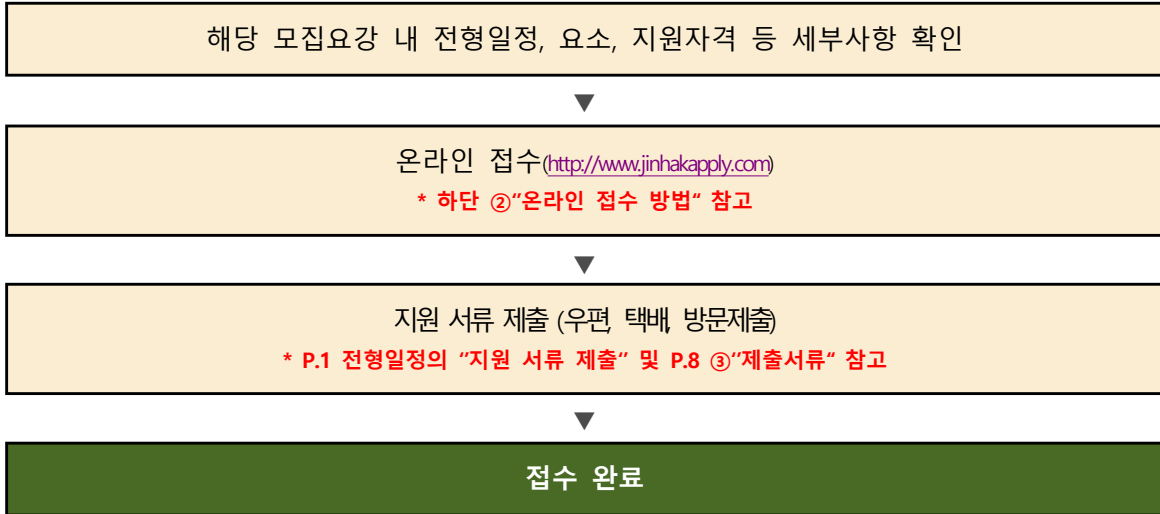 해당 모집요강 내 전형일정, 요소, 지원자격 등 세부사항 확인
▼
온라인 접수(http://www.jinhakapply.com)
* 하단 ②"온라인 접수 방법" 참고
▼
지원 서류 제출 (우편, 택배, 방문제출)
* P.1 전형일정의 "지원 서류 제출" 및 P.8 ③"제출서류" 참고
▼
접수 완료